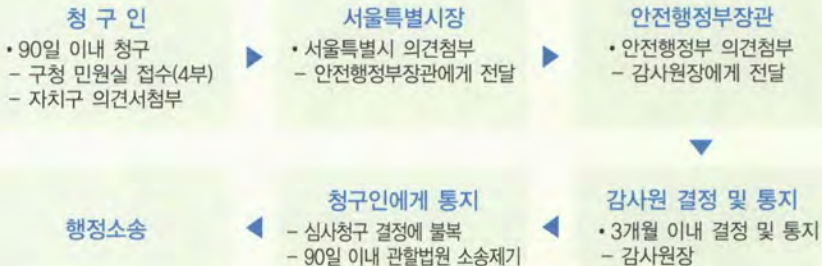 청 구 인
• 90일 이내 청구
– 구청 민원실 접수(4부)
– 자치구 의견서첨부
서울특별시장
• 서울특별시 의견첨부
– 안전행정부장관에게 전달
안전행정부장관
• 안전행정부 의견첨부
– 감사원장에게 전달
감사원 결정 및 통지
• 3개월 이내 결정 및 통지
– 감사원장
청구인에게 통지
– 심사청구 결정에 불복
– 90일 이내 관할법원 소송제기
행정소송